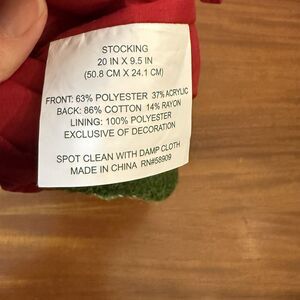 STOCKING
20 IN X 9.5 IN
(50.8 CM X 24.1 CM)
FRONT: 63% POLYESTER 37% ACRYLIC
BACK: 86% COTTON 14% RAYON
LINING: 100% POLYESTER
EXCLUSIVE OF DECORATION
SPOT CLEAN WITH DAMP CLOTH
MADE IN CHINA RN#58909